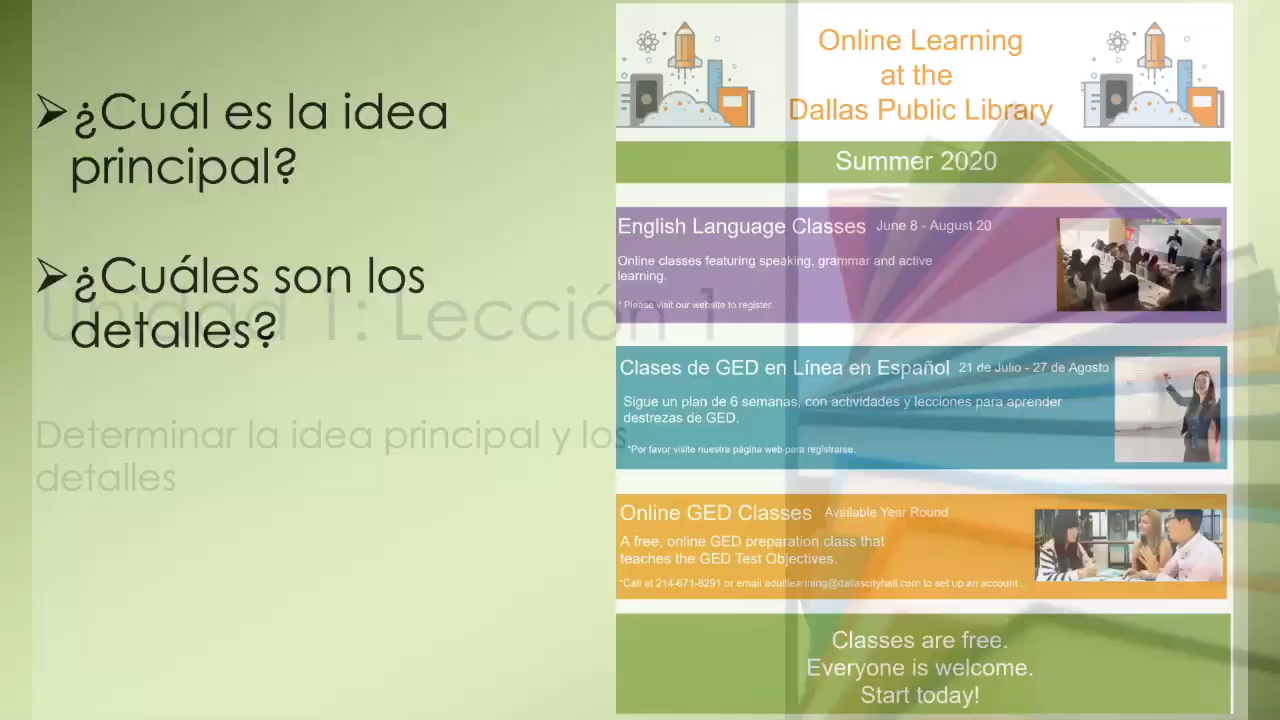 ¿Cuál es la idea
principal?
¿Cuáles son los
detalles?
Unidad 1: Lección 1
Determinar la idea principal y los
detalles
Online Learning
at the
Dallas Public Library
Summer 2020
English Language Classes June 8 - August 20
Online classes featuring speaking, grammar and active
learning.
* Please visit our website to register.
Clases de GED en Línea en Español 21 de Julio - 27 de Agosto
Sigue un plan de 6 semanas, con actividades y lecciones para aprender
destrezas de GED.
*Por favor visite nuestra página web para registrarse.
Online GED Classes Available Year Round
A free, online GED preparation class that
teaches the GED Test Objectives.
*Call at 214-671-8291 or email adultlearning@dallascityhall.com to set up an account .
Classes are free.
Everyone is welcome.
Start today!